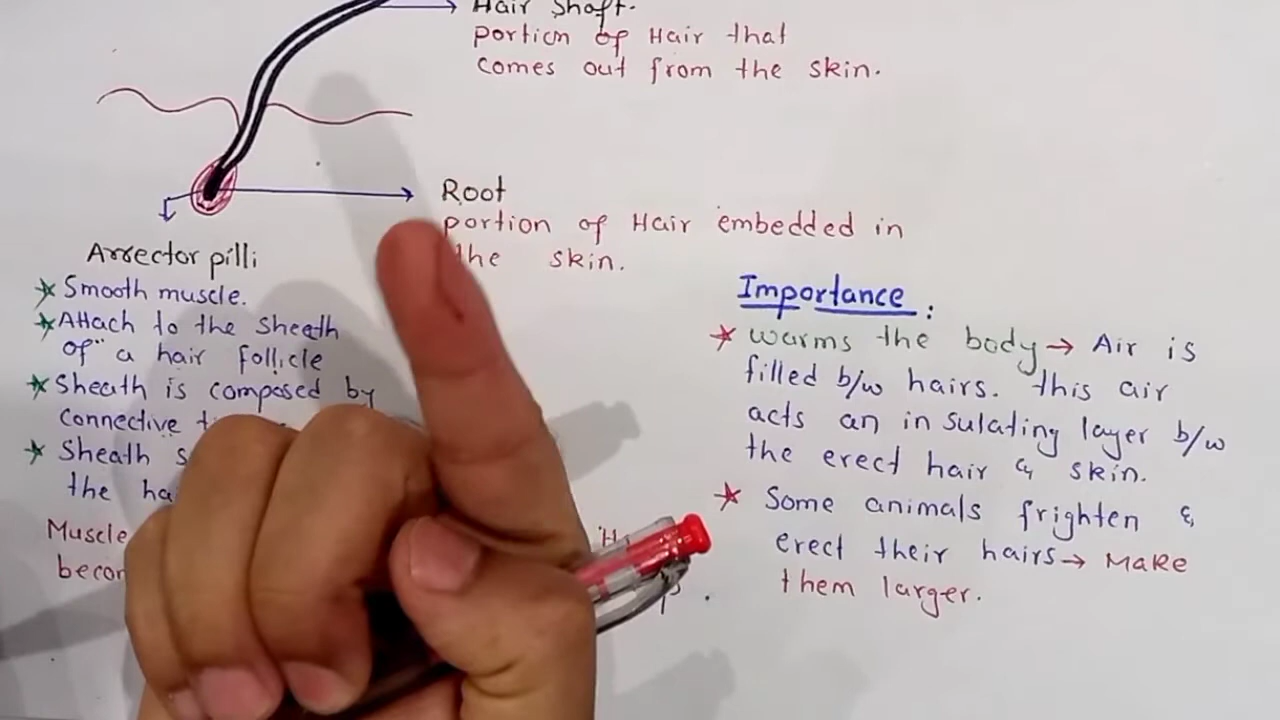 Hair Shaft.
portion of Hair that
comes out from the skin.
Root
portion of Hair embedded in
the skin.
Arrector pilli
Smooth muscle.
Attach to the sheath
of a hair follicle
Sheath is composed by
connective
Sheath
the
Muscle
Importance:
warms the body → Air is
filled b/w hairs. This air
acts an insulating layer b/w
the erect hair & skin.
Some animals frighten &
erect their hairs → Make
them larger.